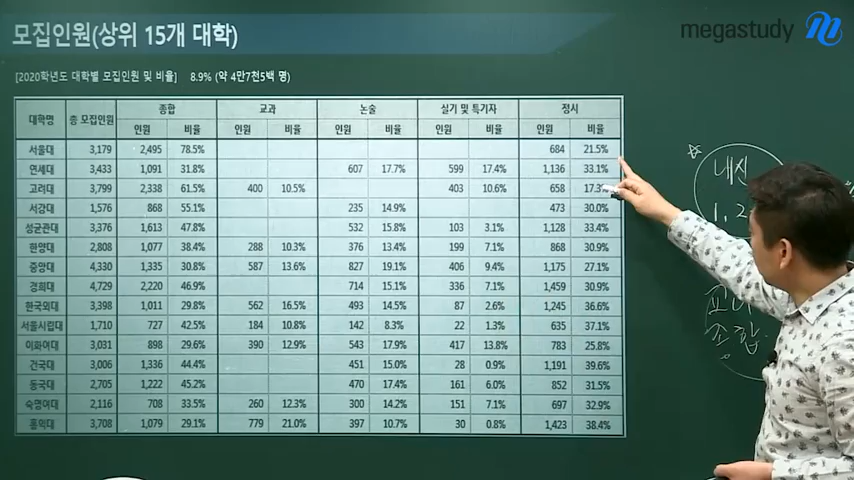 모집인원(상위 15개 대학)
megastudy
[2020학년도 대학별 모집인원 및 비율] 8.9% (약 4만7천5백 명)
대학명 총 모집인원 종합 교과 논술 실기 및 특기자 정시
인원 비율 인원 비율 인원 비율 인원 비율 인원 비율
서울대 3,179 2,495 78.5% 684 21.5%
연세대 3,433 1,091 31.8% 607 17.7% 599 17.4% 1,136 33.1%
고려대 3,799 2,338 61.5% 400 10.5% 403 10.6% 658 17.3%
서강대 1,576 868 55.1% 235 14.9% 473 30.0%
성균관대 3,376 1,613 47.8% 532 15.8% 103 3.1% 1,128 33.4%
한양대 2,808 1,077 38.4% 288 10.3% 376 13.4% 199 7.1% 868 30.9%
중앙대 4,330 1,335 30.8% 587 13.6% 827 19.1% 406 9.4% 1,175 27.1%
경희대 4,729 2,220 46.9% 714 15.1% 336 7.1% 1,459 30.9%
한국외대 3,398 1,011 29.8% 562 16.5% 493 14.5% 87 2.6% 1,245 36.6%
서울시립대 1,710 727 42.5% 184 10.8% 142 8.3% 22 1.3% 635 37.1%
이화여대 3,031 898 29.6% 390 12.9% 543 17.9% 417 13.8% 783 25.8%
건국대 3,006 1,336 44.4% 451 15.0% 28 0.9% 1,191 39.6%
동국대 2,705 1,222 45.2% 470 17.4% 161 6.0% 852 31.5%
숙명여대 2,116 708 33.5% 260 12.3% 300 14.2% 151 7.1% 697 32.9%
홍익대 3,708 1,079 29.1% 779 21.0% 397 10.7% 30 0.8% 1,423 38.4%
내신
1, 2